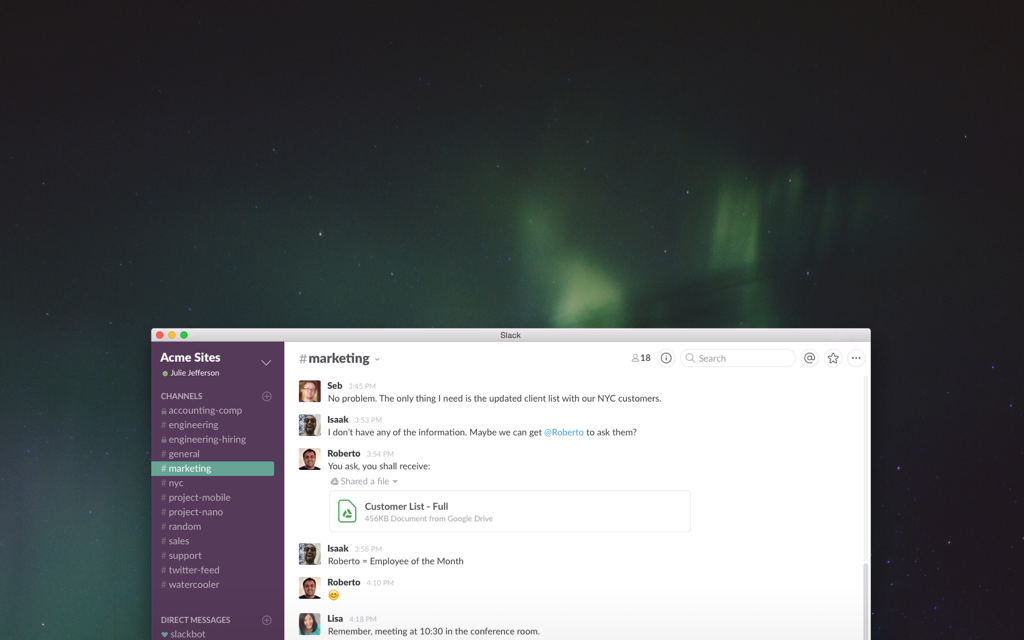 Slack
Acme Sites
Julie Jefferson
CHANNELS
accounting-comp
# engineering
engineering-hiring
# general
# marketing
# nyc
# project-mobile
# project-nano
# random
# sales
# support
# twitter-feed
# watercooler
DIRECT MESSAGES
slackbot
#marketing
18
Search
Seb 3:45 PM
No problem. The only thing I need is the updated client list with our NYC customers.
Isaak 3:53 PM
I don't have any of the information. Maybe we can get @Roberto to ask them?
Roberto 3:54 PM
You ask, you shall receive:
Shared a file
Customer List - Full
456KB Document from Google Drive
Isaak 3:58 PM
Roberto = Employee of the Month
Roberto 4:10 PM
Lisa 4:18 PM
Remember, meeting at 10:30 in the conference room.